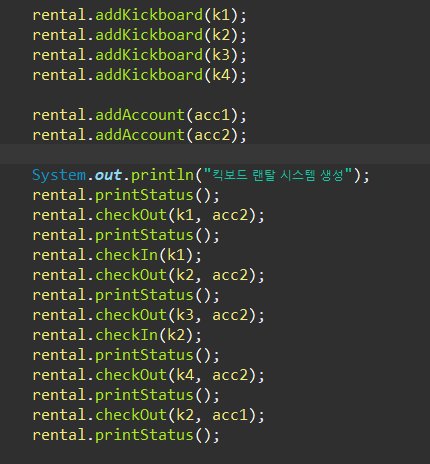 rental.addKickboard(k1);
rental.addKickboard(k2);
rental.addKickboard(k3);
rental.addKickboard(k4);
rental.addAccount(acc1);
rental.addAccount(acc2);
System.out.println("킥보드 랜탈 시스템 생성");
rental.printStatus();
rental.checkOut(k1, acc2);
rental.printStatus();
rental.checkIn(k1);
rental.checkOut(k2, acc2);
rental.printStatus();
rental.checkOut(k3, acc2);
rental.checkIn(k2);
rental.printStatus();
rental.checkOut(k4, acc2);
rental.printStatus();
rental.checkOut(k2, acc1);
rental.printStatus();